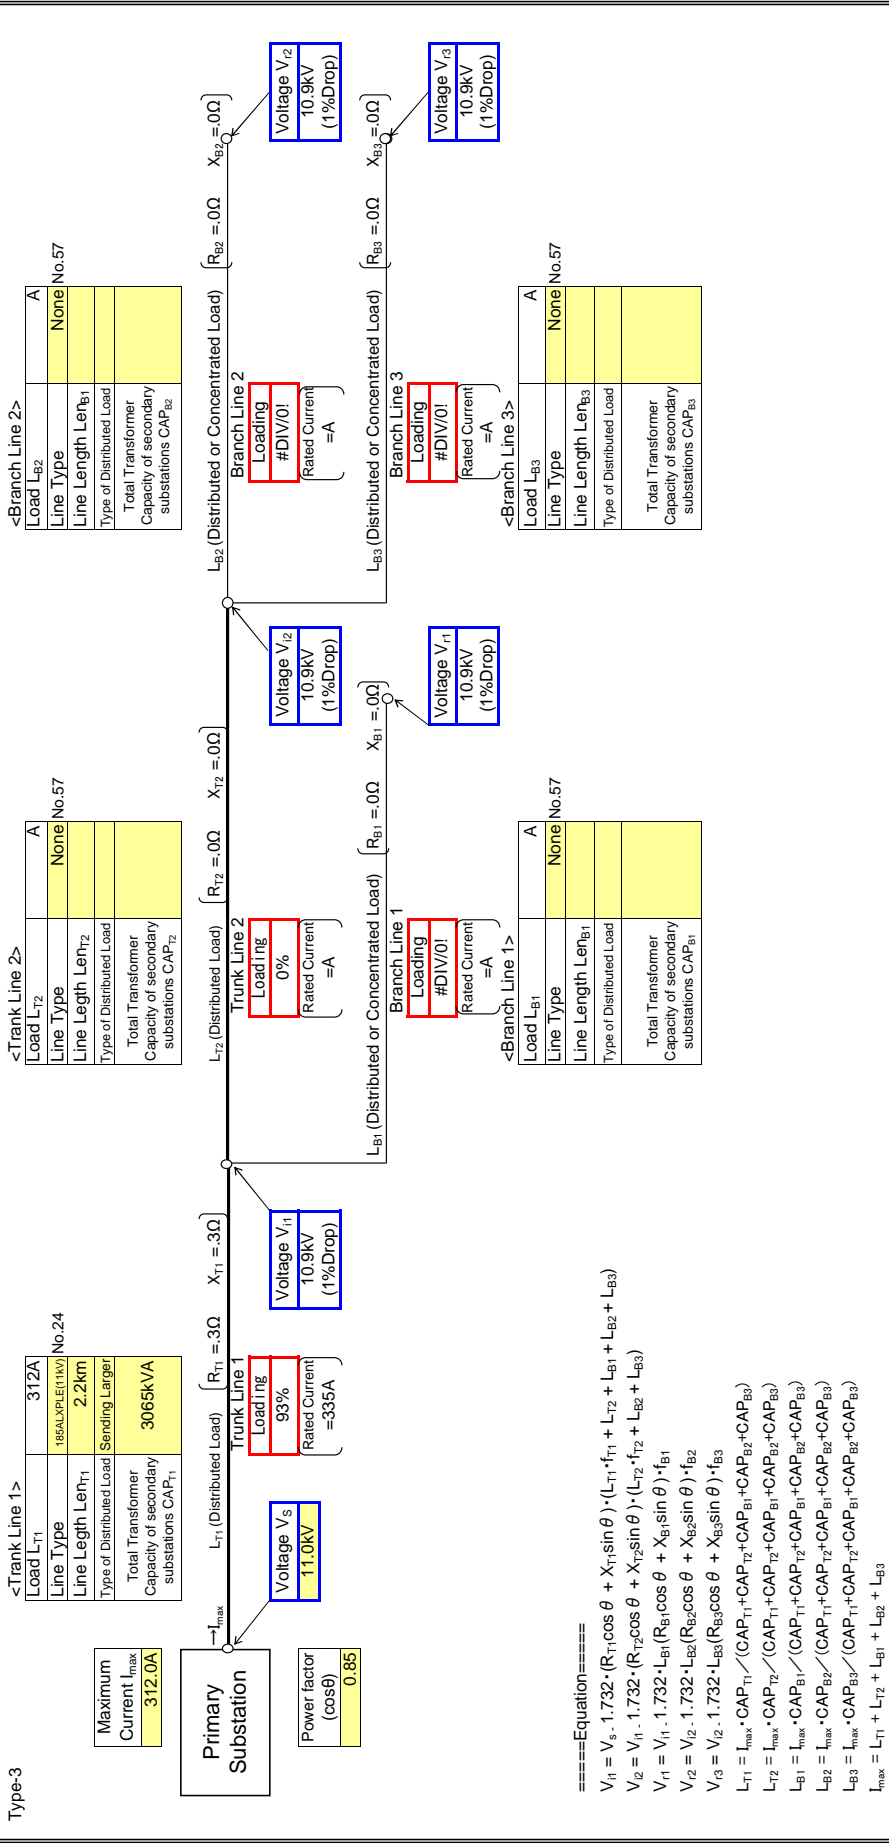 Type-3
Maximum
Current Imax
312.0A
Primary
Substation
Power factor
(cosθ)
0.85
→Imax
Voltage VS
11.0kV
<Trank Line 1>
Load LT1 312A
Line Type 185ALXPLE(11kV) No.24
Line Legth LenT1 2.2km
Type of Distributed Load Sending Larger
Total Transformer
Capacity of secondary
substations CAPT1
3065kVA
LT1 (Distributed Load) RT1 =.3Ω XT1 =.3Ω
Trunk Line 1
Loading
93%
Rated Current
=335A
Voltage Vi1
10.9kV
(1%Drop)
<Trank Line 2>
Load LT2 A
Line Type None No.57
Line Legth LenT2
Type of Distributed Load
Total Transformer
Capacity of secondary
substations CAPT2
LT2 (Distributed Load) RT2 =.0Ω XT2 =.0Ω
Trunk Line 2
Loading
0%
Rated Current
=A
Voltage Vi2
10.9kV
(1%Drop)
LB1 (Distributed or Concentrated Load) RB1 =.0Ω XB1 =.0Ω
Branch Line 1
Loading
#DIV/0!
Rated Current
=A
Voltage Vr1
10.9kV
(1%Drop)
<Branch Line 1>
Load LB1 A
Line Type None No.57
Line Length LenB1
Type of Distributed Load
Total Transformer
Capacity of secondary
substations CAPB1
<Branch Line 2>
Load LB2 A
Line Type None No.57
Line Length LenB1
Type of Distributed Load
Total Transformer
Capacity of secondary
substations CAPB2
LB2 (Distributed or Concentrated Load) RB2 =.0Ω XB2 =.0Ω
Branch Line 2
Loading
#DIV/0!
Rated Current
=A
Voltage Vr2
10.9kV
(1%Drop)
LB3 (Distributed or Concentrated Load) RB3 =.0Ω XB3 =.0Ω
Branch Line 3
Loading
#DIV/0!
Rated Current
=A
Voltage Vr3
10.9kV
(1%Drop)
<Branch Line 3>
Load LB3 A
Line Type None No.57
Line Length LenB3
Type of Distributed Load
Total Transformer
Capacity of secondary
substations CAPB3
=====Equation=====
Vi1 = Vs - 1.732・(RT1cosθ + XT1sinθ)・(LT1・fT1 + LT2 + LB1 + LB2 + LB3)
Vi2 = Vi1 - 1.732・(RT2cosθ + XT2sinθ)・(LT2・fT2 + LB2 + LB3)
Vr1 = Vi1 - 1.732・LB1(RB1cosθ + XB1sinθ)・fB1
Vr2 = Vi2 - 1.732・LB2(RB2cosθ + XB2sinθ)・fB2
Vr3 = Vi2 - 1.732・LB3(RB3cosθ + XB3sinθ)・fB3
LT1 = Imax・CAPT1／(CAPT1+CAPT2+CAPB1+CAPB2+CAPB3)
LT2 = Imax・CAPT2／(CAPT1+CAPT2+CAPB1+CAPB2+CAPB3)
LB1 = Imax・CAPB1／(CAPT1+CAPT2+CAPB1+CAPB2+CAPB3)
LB2 = Imax・CAPB2／(CAPT1+CAPT2+CAPB1+CAPB2+CAPB3)
LB3 = Imax・CAPB3／(CAPT1+CAPT2+CAPB1+CAPB2+CAPB3)
Imax = LT1 + LT2 + LB1 + LB2 + LB3